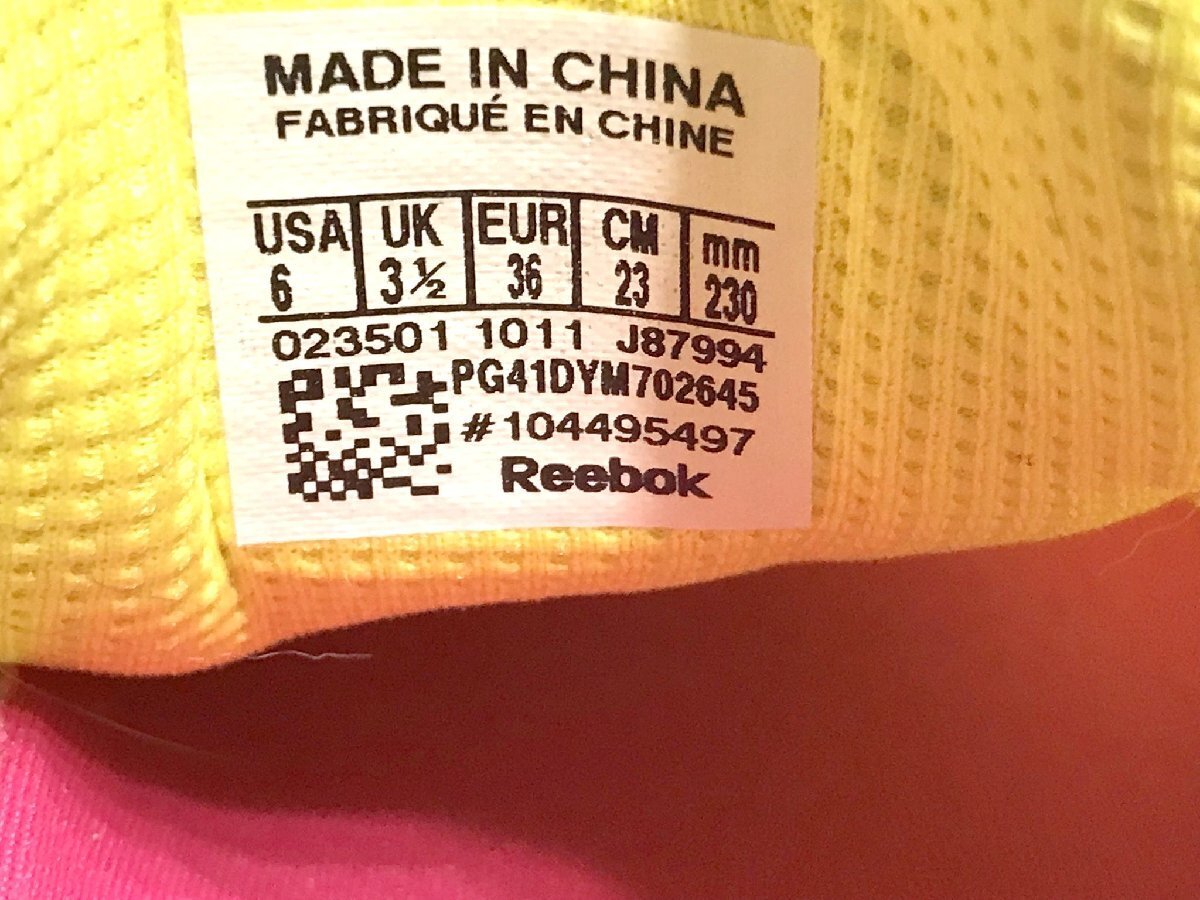 MADE IN CHINA
FABRIQUÉ EN CHINE
USA UK EUR CM mm
6 3½ 36 23 230
023501 1011 J87994
PG41DYM702645
#104495497
Reebok